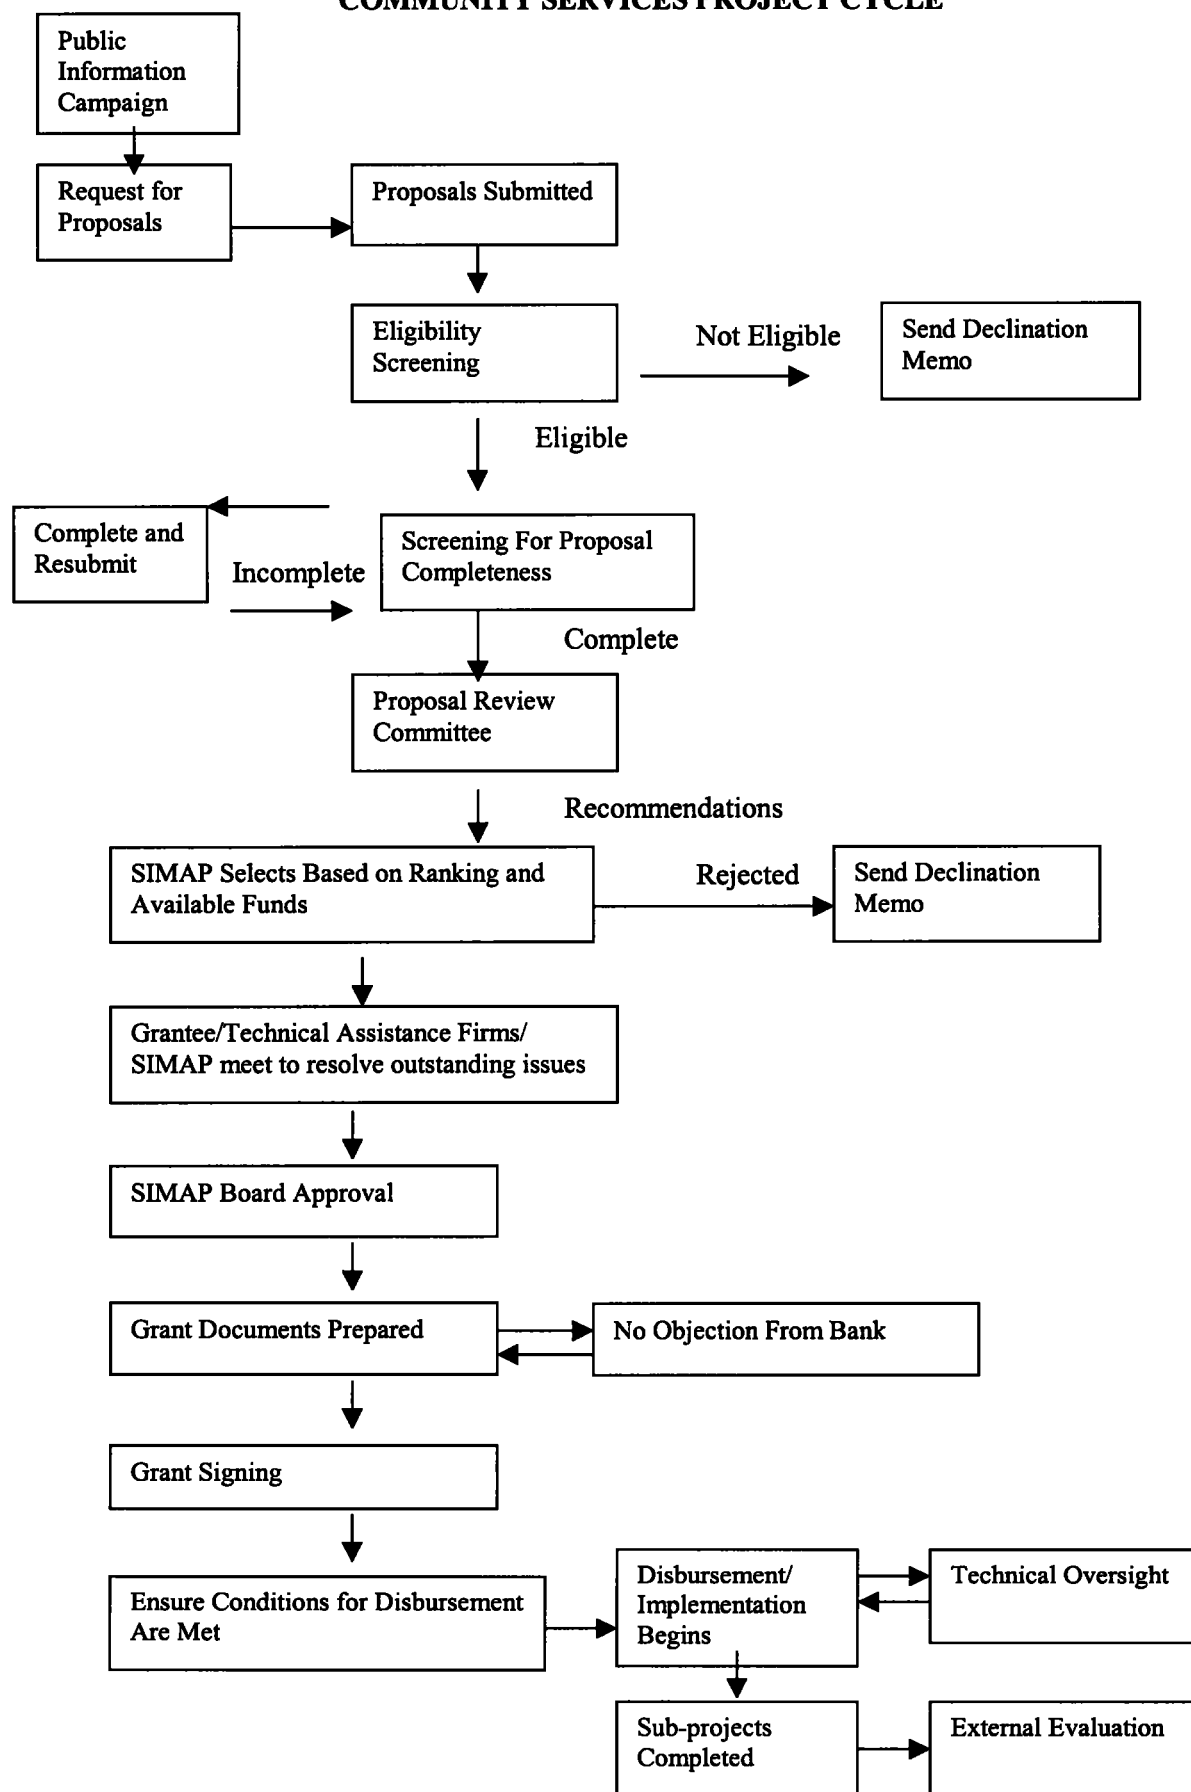 COMMUNITY SERVICES PROJECT CYCLE
Public
Information
Campaign
Request for
Proposals
Proposals Submitted
Eligibility
Screening
Not Eligible
Send Declination
Memo
Eligible
Complete and
Resubmit
Incomplete
Screening For Proposal
Completeness
Complete
Proposal Review
Committee
Recommendations
SIMAP Selects Based on Ranking and
Available Funds
Rejected
Send Declination
Memo
Grantee/Technical Assistance Firms/
SIMAP meet to resolve outstanding issues
SIMAP Board Approval
Grant Documents Prepared
No Objection From Bank
Grant Signing
Ensure Conditions for Disbursement
Are Met
Disbursement/
Implementation
Begins
Technical Oversight
Sub-projects
Completed
External Evaluation